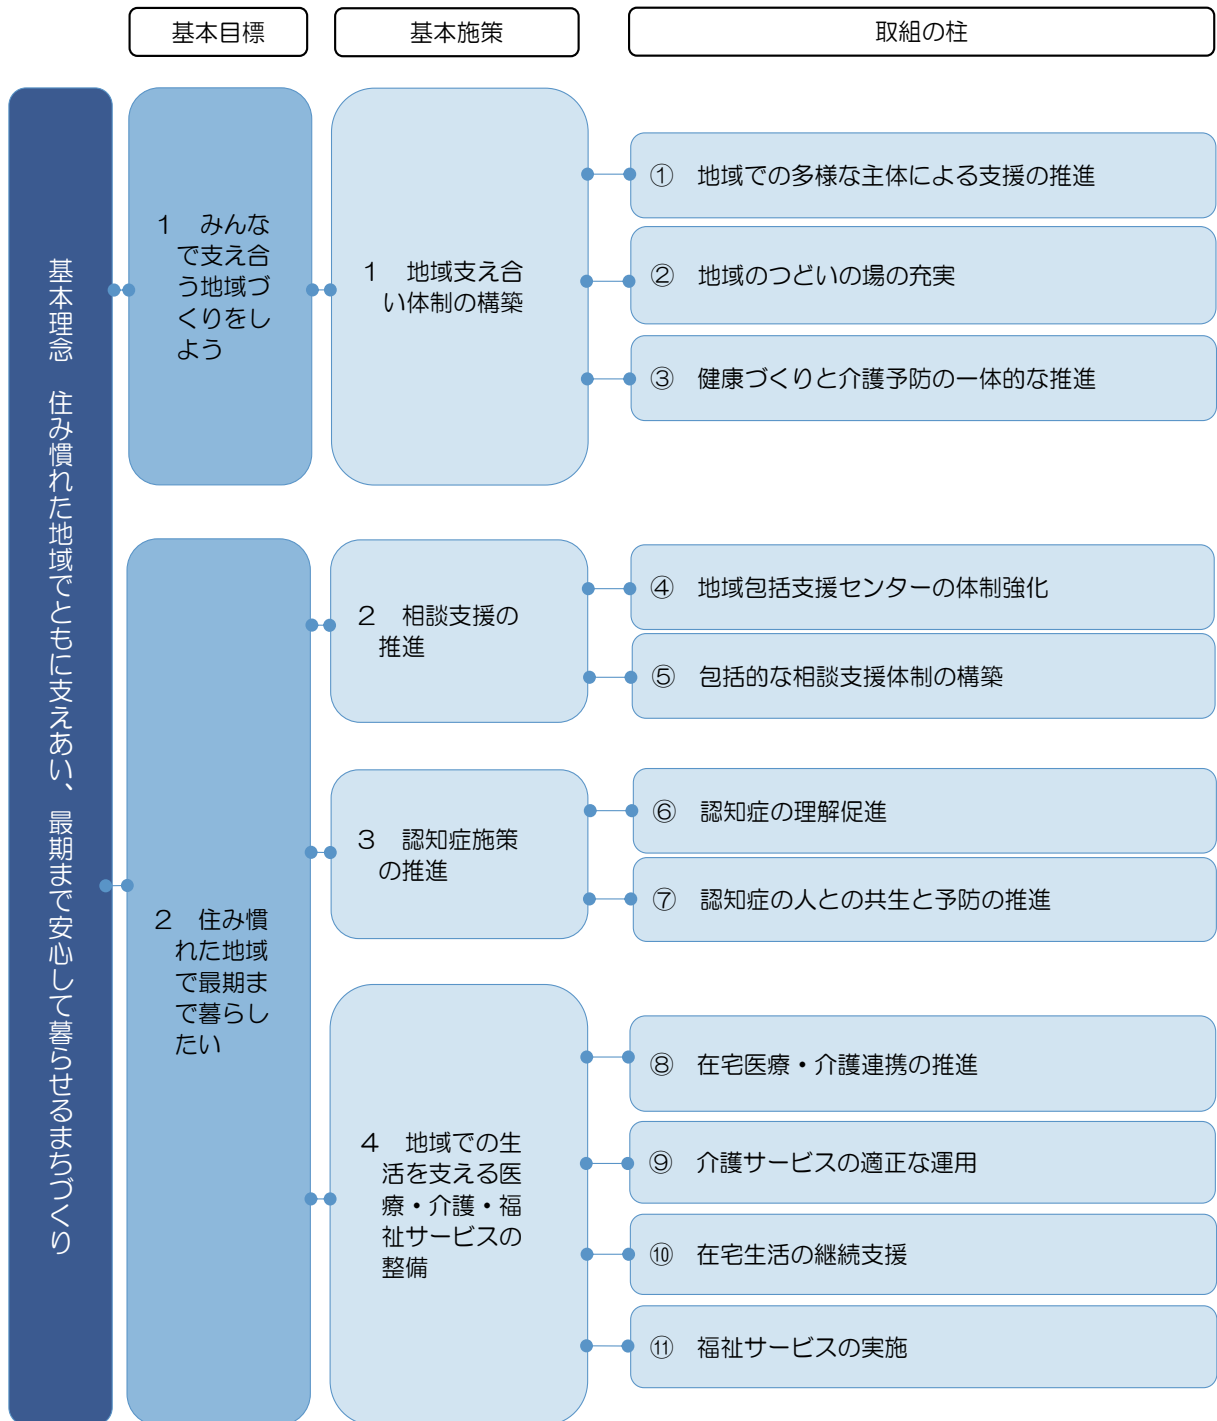 基本目標
基本施策
取組の柱
基本理念　住み慣れた地域でともに支えあい、最期まで安心して暮らせるまちづくり
１　みんな
で支え合
う地域づ
くりをし
よう
１　地域支え合
い体制の構築
①　地域での多様な主体による支援の推進
②　地域のつどいの場の充実
③　健康づくりと介護予防の一体的な推進
２　住み慣
れた地域
で最期ま
で暮らし
たい
２　相談支援の
推進
④　地域包括支援センターの体制強化
⑤　包括的な相談支援体制の構築
３　認知症施策
の推進
⑥　認知症の理解促進
⑦　認知症の人との共生と予防の推進
４　地域での生
活を支える医
療・介護・福
祉サービスの
整備
⑧　在宅医療・介護連携の推進
⑨　介護サービスの適正な運用
⑩　在宅生活の継続支援
⑪　福祉サービスの実施